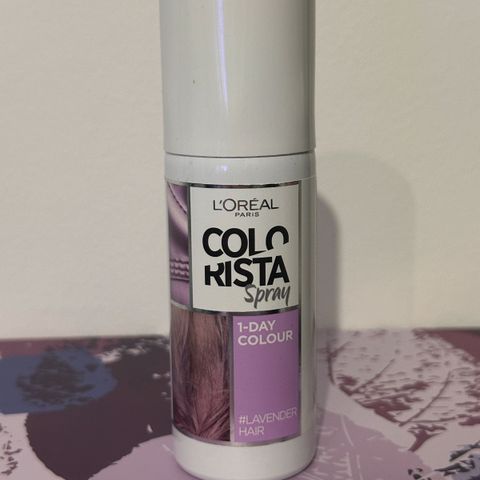 L'ORÉAL
PARIS
COLO
RISTA
Spray
1-DAY
COLOUR
#LAVENDER
HAIR